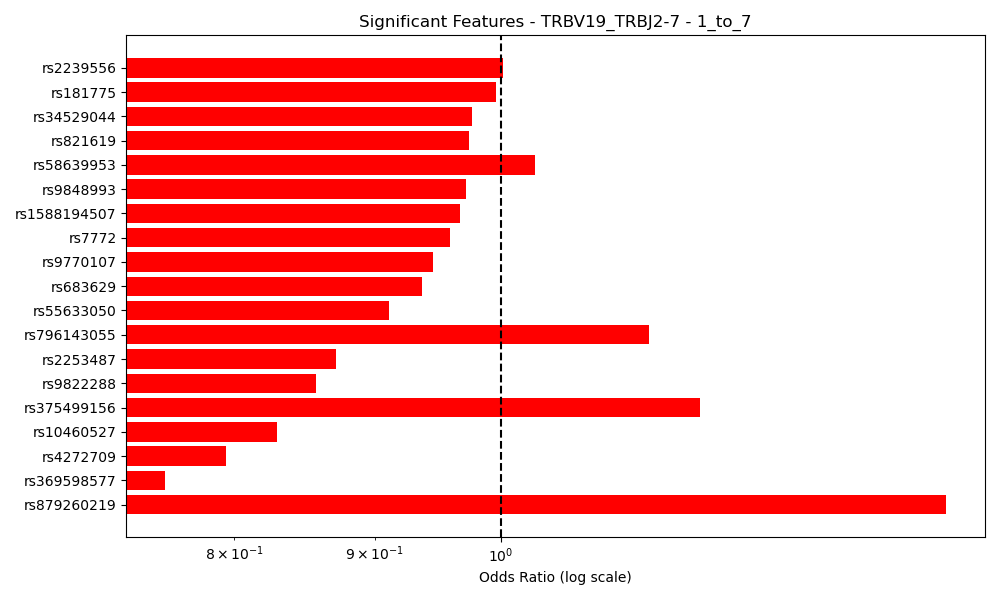 Significant Features - TRBV19_TRBJ2-7 - 1_to_7
rs2239556
rs181775
rs34529044
rs821619
rs58639953
rs9848993
rs1588194507
rs7772
rs9770107
rs683629
rs55633050
rs796143055
rs2253487
rs9822288
rs375499156
rs10460527
rs4272709
rs369598577
rs879260219
8 × 10⁻¹ 9 × 10⁻¹ 10⁰
Odds Ratio (log scale)